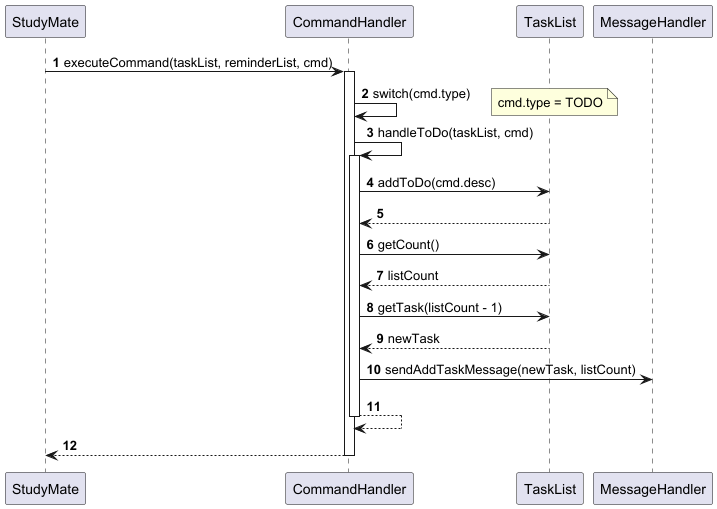 StudyMate CommandHandler TaskList MessageHandler
1 executeCommand(taskList, reminderList, cmd)
2 switch(cmd.type)
cmd.type = TODO
3 handleToDo(taskList, cmd)
4 addToDo(cmd.desc)
5
6 getCount()
7 listCount
8 getTask(listCount - 1)
9 newTask
10 sendAddTaskMessage(newTask, listCount)
11
12
StudyMate CommandHandler TaskList MessageHandler